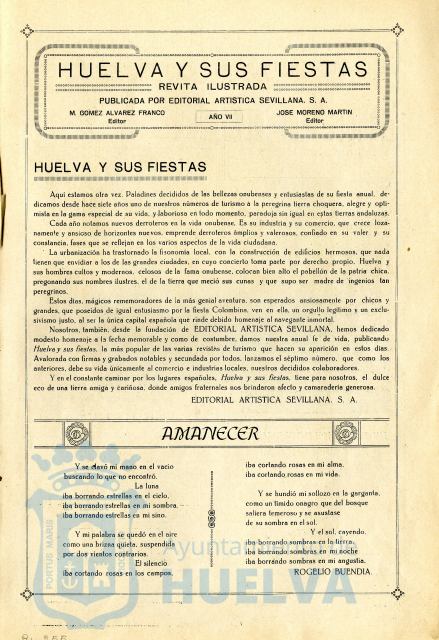 HUELVA Y SUS FIESTAS
REVITA ILUSTRADA
PUBLICADA POR EDITORIAL ARTISTICA SEVILLANA. S. A.
M. GOMEZ ALVAREZ FRANCO
Editor
AÑO VII
JOSE MORENO MARTIN
Editor
HUELVA Y SUS FIESTAS
Aquí estamos otra vez. Paladines decididos de las bellezas onubenses y entusiastas de su fiesta anual, de-
dicamos desde hace siete años uno de nuestros números de turismo a la peregrina tierra choquera, alegre y opti-
mista en la gama especial de su vida, y laboriosa en todo momento, paradoja sin igual en estas tierras andaluzas.
Cada año notamos nuevos derroteros en la vida onubense. Es su industria y su comercio, que crece loza-
namente y ansioso de horizontes nuevos, emprende derroteros ámplios y valerosos, confiado en su valer y su
constancia, fases que se reflejan en los varios aspectos de la vida ciudadana.
La urbanización ha trastornado la fisonomía local, con la construcción de edificios hermosos, que nada
tienen que envidiar a los de las grandes ciudades, en cuyo concierto toma parte por derecho propio. Huelva y
sus hombres cultos y modernos, celosos de la fama onubense, colocan bien alto el pabellón de la patria chica,
pregonando sus nombres ilustres, el de la tierra que meció sus cunas y que supo ser madre de ingenios tan
peregrinos.
Estos días, mágicos rememoradores de la más genial aventura, son esperados ansiosamente por chicos y
grandes, que poseidos de igual entusiasmo por la fiesta Colombina, ven en ella, un orgullo legítimo y un exclu-
sivismo justo, al ser la única capital española que rinde debido homenaje al navegante inmortal.
Nosotros, también, desde la fundación de EDITORIAL ARTISTICA SEVILLANA, hemos dedicado
modesto homenaje a la fecha memorable y como de costumbre, damos nuestra anual fe de vida, publicando
Huelva y sus fiestas, la más popular de las varias revistas de turismo que hacen su aparición en estos días.
Avalorada con firmas y grabados notables y secundada por todos, lanzamos el séptimo número, que como los
anteriores, debe su vida únicamente al comercio e industrias locales, nuestros decididos colaboradores.
Y en el constante caminar por los lugares españoles, Huelva y sus fiestas, tiene para nosotros, el dulce
eco de una tierra amiga y cariñosa, donde amigos fraternales nos brindaron afecto y camaradería generosa.
EDITORIAL ARTISTICA SEVILLANA. S. A.
AMANECER
Y se clavó mi mano en el vacío
buscando lo que no encontró.
La luna
iba borrando estrellas en el cielo,
iba borrando estrellas en mi sombra,
iba borrando estrellas en mi sino.
Y mi palabra se quedó en el aire
como una brizna quieta, suspendida
por dos vientos contrarios.
El silencio
iba cortando rosas en los campos,
iba cortando rosas en mi alma,
iba cortando rosas en mi vida.
Y se hundió mi sollozo en la garganta,
como un tímido onagro que del bosque
saliera temeroso y se asustase
de su sombra en el sol.
Y el sol, cayendo,
iba borrando sombras en la tierra,
iba borrando sombras en mi noche
iba borrando sombras en mi angustia.
ROGELIO BUENDIA.
PORTUS MARIS
HUELVA